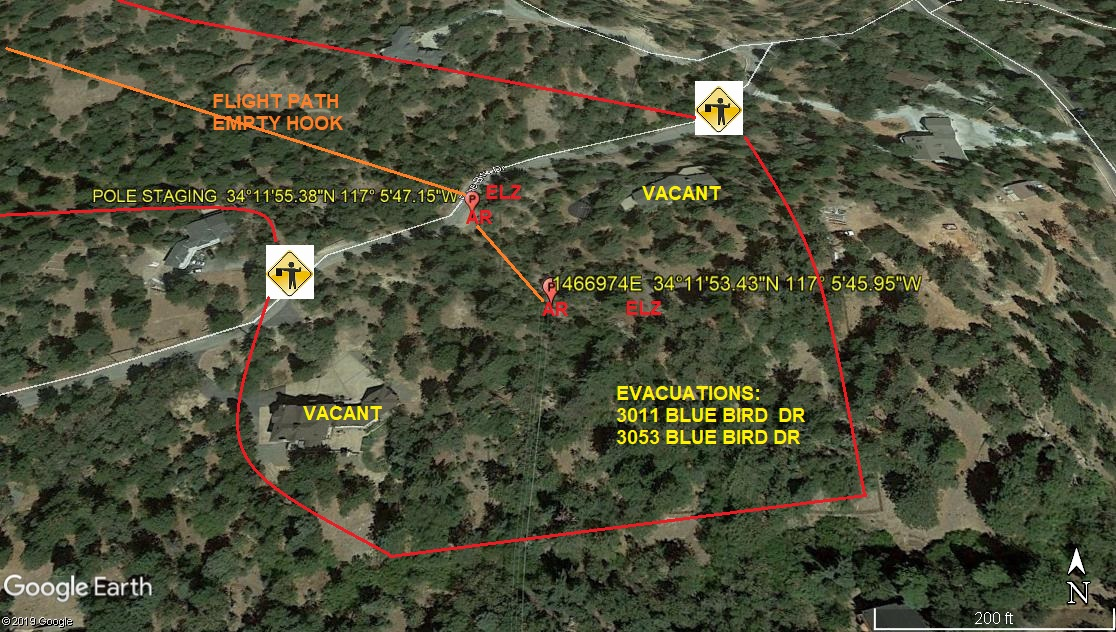 FLIGHT PATH
EMPTY HOOK
POLE STAGING 34°11'55.38"N 117° 5'47.15"W
P
ELZ
AR
VACANT
1466974E 34°11'53.43"N 117° 5'45.95"W
AR
ELZ
EVACUATIONS:
3011 BLUE BIRD DR
3053 BLUE BIRD DR
VACANT
Google Earth
©2019 Google
N
200 ft